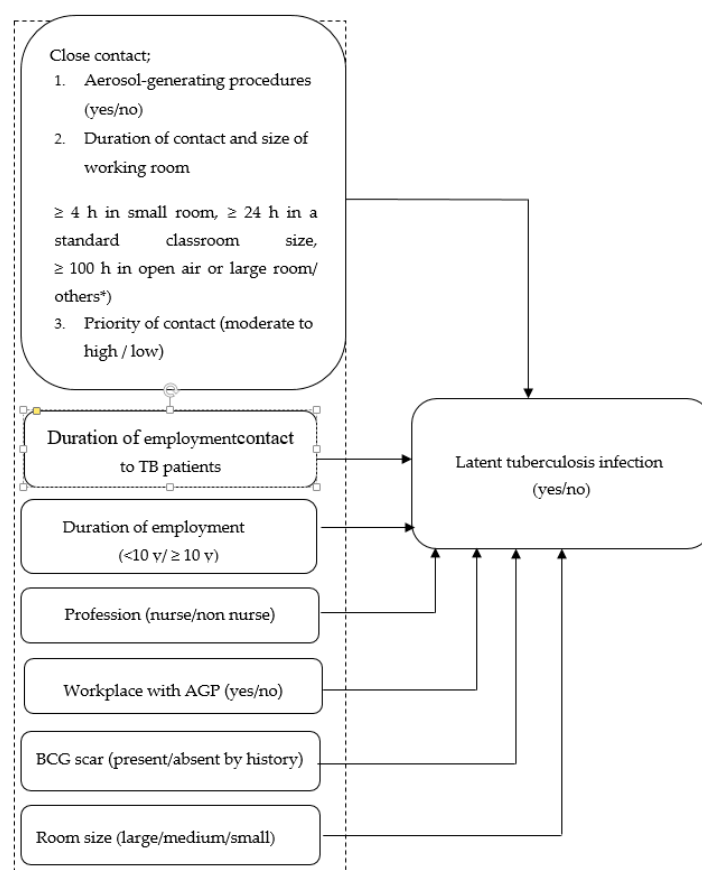 Close contact;
1. Aerosol-generating procedures
(yes/no)
2. Duration of contact and size of
working room
≥ 4 h in small room, ≥ 24 h in a
standard classroom size,
≥ 100 h in open air or large room/
others*)
3. Priority of contact (moderate to
high / low)
Duration of employmentcontact
to TB patients
Duration of employment
(<10 y/ ≥ 10 y)
Profession (nurse/non nurse)
Workplace with AGP (yes/no)
BCG scar (present/absent by history)
Room size (large/medium/small)
Latent tuberculosis infection
(yes/no)